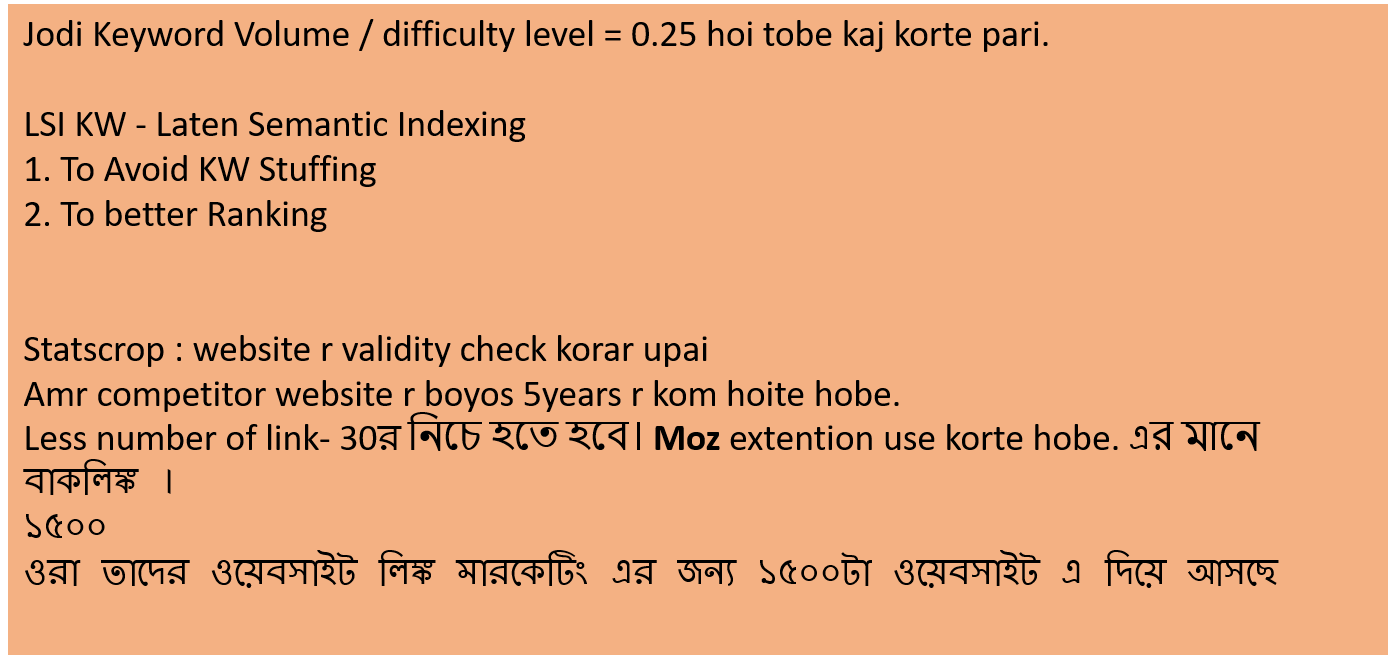 Jodi Keyword Volume / difficulty level = 0.25 hoi tobe kaj korte pari.
LSI KW - Laten Semantic Indexing
1. To Avoid KW Stuffing
2. To better Ranking
Statscrop : website r validity check korar upai
Amr competitor website r boyos 5years r kom hoite hobe.
Less number of link- 30র নিচে হতে হবে। Moz extention use korte hobe. এর মানে
বাকলিঙ্ক ।
১৫০০
ওরা তাদের ওয়েবসাইট লিঙ্ক মারকেটিং এর জন্য ১৫০০টা ওয়েবসাইট এ দিয়ে আসছে